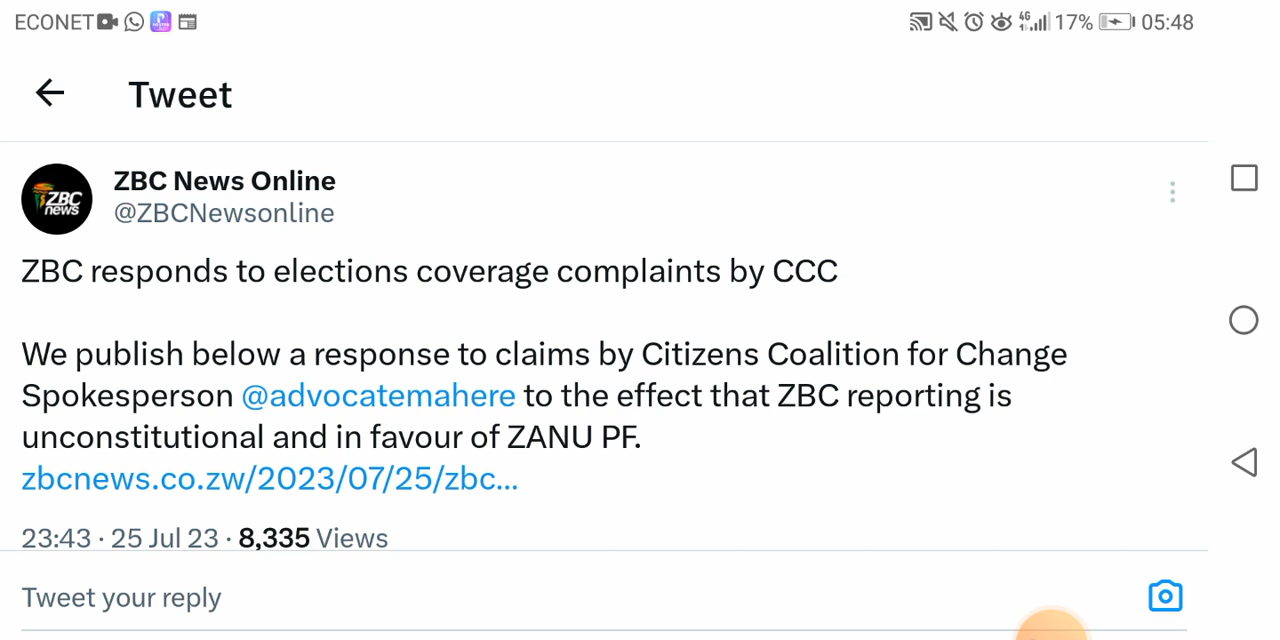 ECONET 4G 17% 05:48
Tweet
ZBC news
ZBC News Online
@ZBCNewsonline
ZBC responds to elections coverage complaints by CCC
We publish below a response to claims by Citizens Coalition for Change
Spokesperson @advocatemahere to the effect that ZBC reporting is
unconstitutional and in favour of ZANU PF.
zbcnews.co.zw/2023/07/25/zbc...
23:43 · 25 Jul 23 · 8,335 Views
Tweet your reply